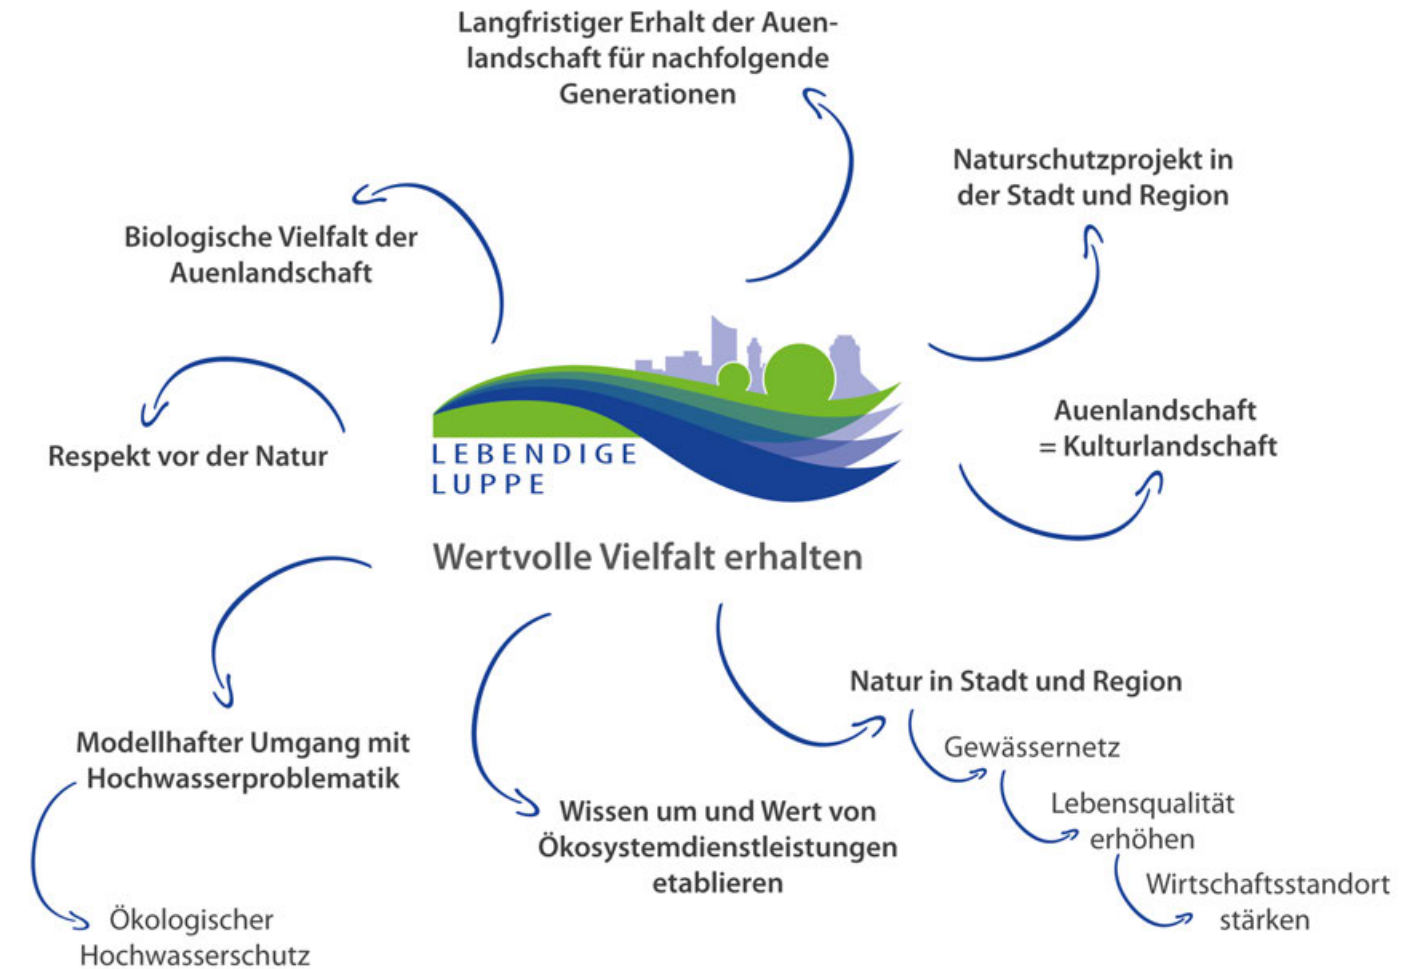 Langfristiger Erhalt der Auen-
landschaft für nachfolgende
Generationen
Naturschutzprojekt in
der Stadt und Region
Biologische Vielfalt der
Auenlandschaft
Auenlandschaft
= Kulturlandschaft
Respekt vor der Natur
LEBENDIGE
LUPPE
Wertvolle Vielfalt erhalten
Natur in Stadt und Region
Gewässernetz
Lebensqualität
erhöhen
Wirtschaftsstandort
stärken
Modellhafter Umgang mit
Hochwasserproblematik
Wissen um und Wert von
Ökosystemdienstleistungen
etablieren
Ökologischer
Hochwasserschutz